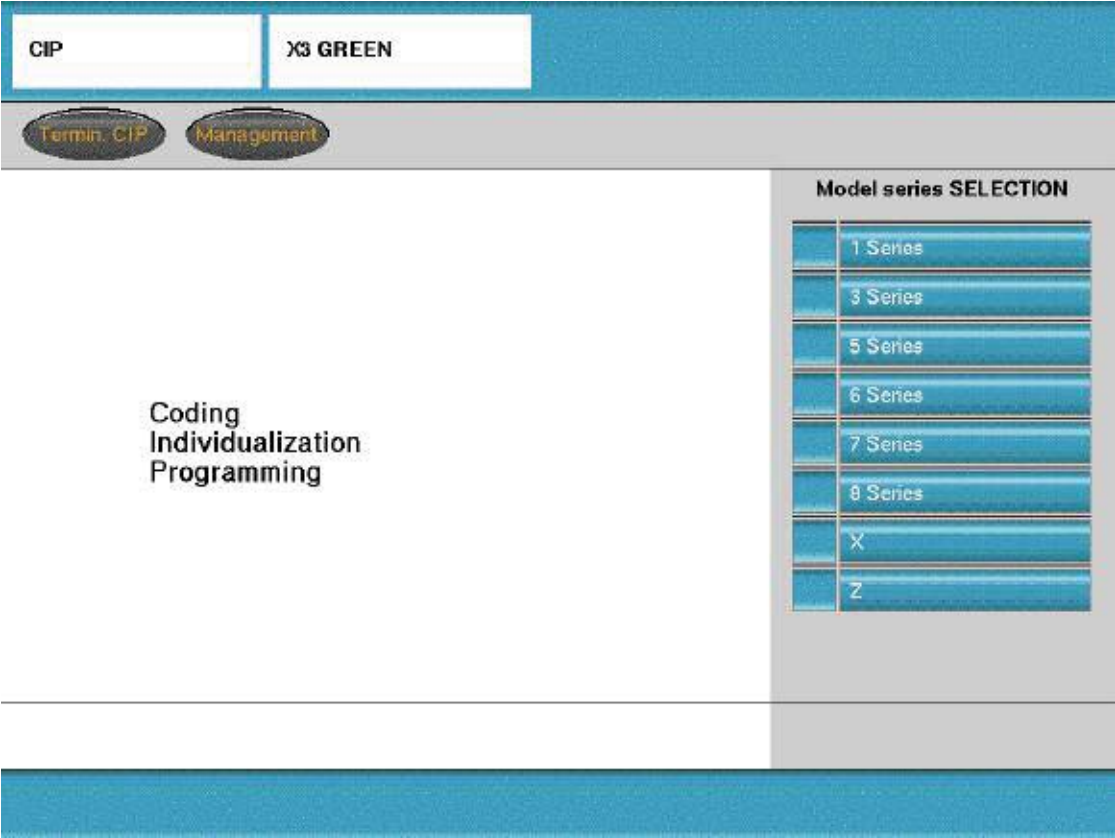 CIP
X3 GREEN
Termin. CIP
Management
Model series SELECTION
1 Series
3 Series
5 Series
6 Series
7 Series
8 Series
X
Z
Coding
Individualization
Programming